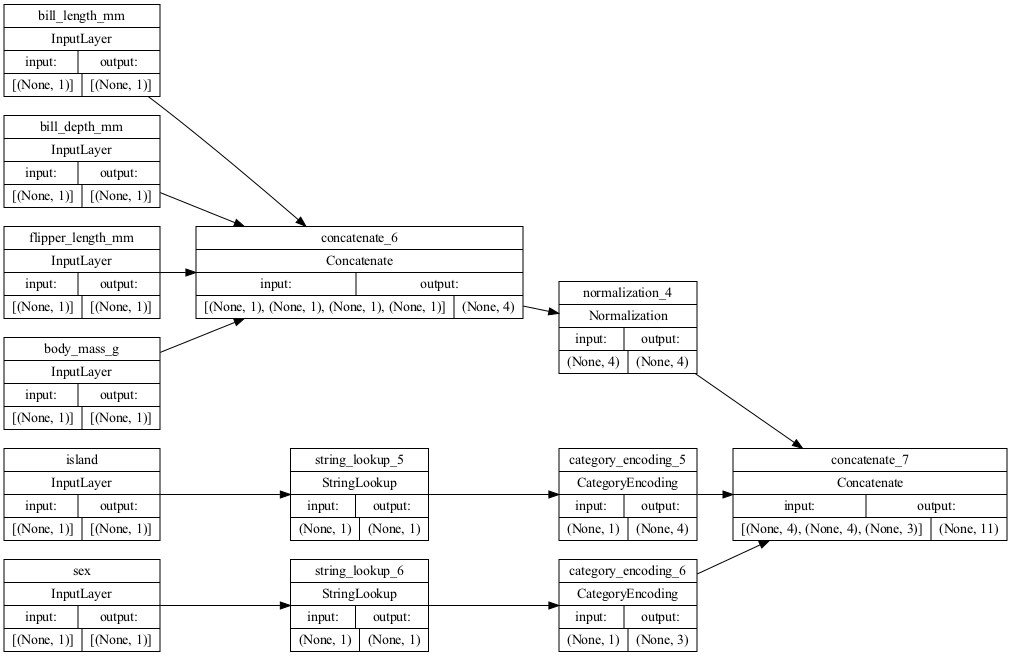 bill_length_mm
InputLayer
input: output:
[(None, 1)] [(None, 1)]
bill_depth_mm
InputLayer
input: output:
[(None, 1)] [(None, 1)]
flipper_length_mm
InputLayer
input: output:
[(None, 1)] [(None, 1)]
body_mass_g
InputLayer
input: output:
[(None, 1)] [(None, 1)]
concatenate_6
Concatenate
input: output:
[(None, 1), (None, 1), (None, 1), (None, 1)] (None, 4)
normalization_4
Normalization
input: output:
(None, 4) (None, 4)
island
InputLayer
input: output:
[(None, 1)] [(None, 1)]
string_lookup_5
StringLookup
input: output:
(None, 1) (None, 1)
category_encoding_5
CategoryEncoding
input: output:
(None, 1) (None, 4)
concatenate_7
Concatenate
input: output:
[(None, 4), (None, 4), (None, 3)] (None, 11)
sex
InputLayer
input: output:
[(None, 1)] [(None, 1)]
string_lookup_6
StringLookup
input: output:
(None, 1) (None, 1)
category_encoding_6
CategoryEncoding
input: output:
(None, 1) (None, 3)